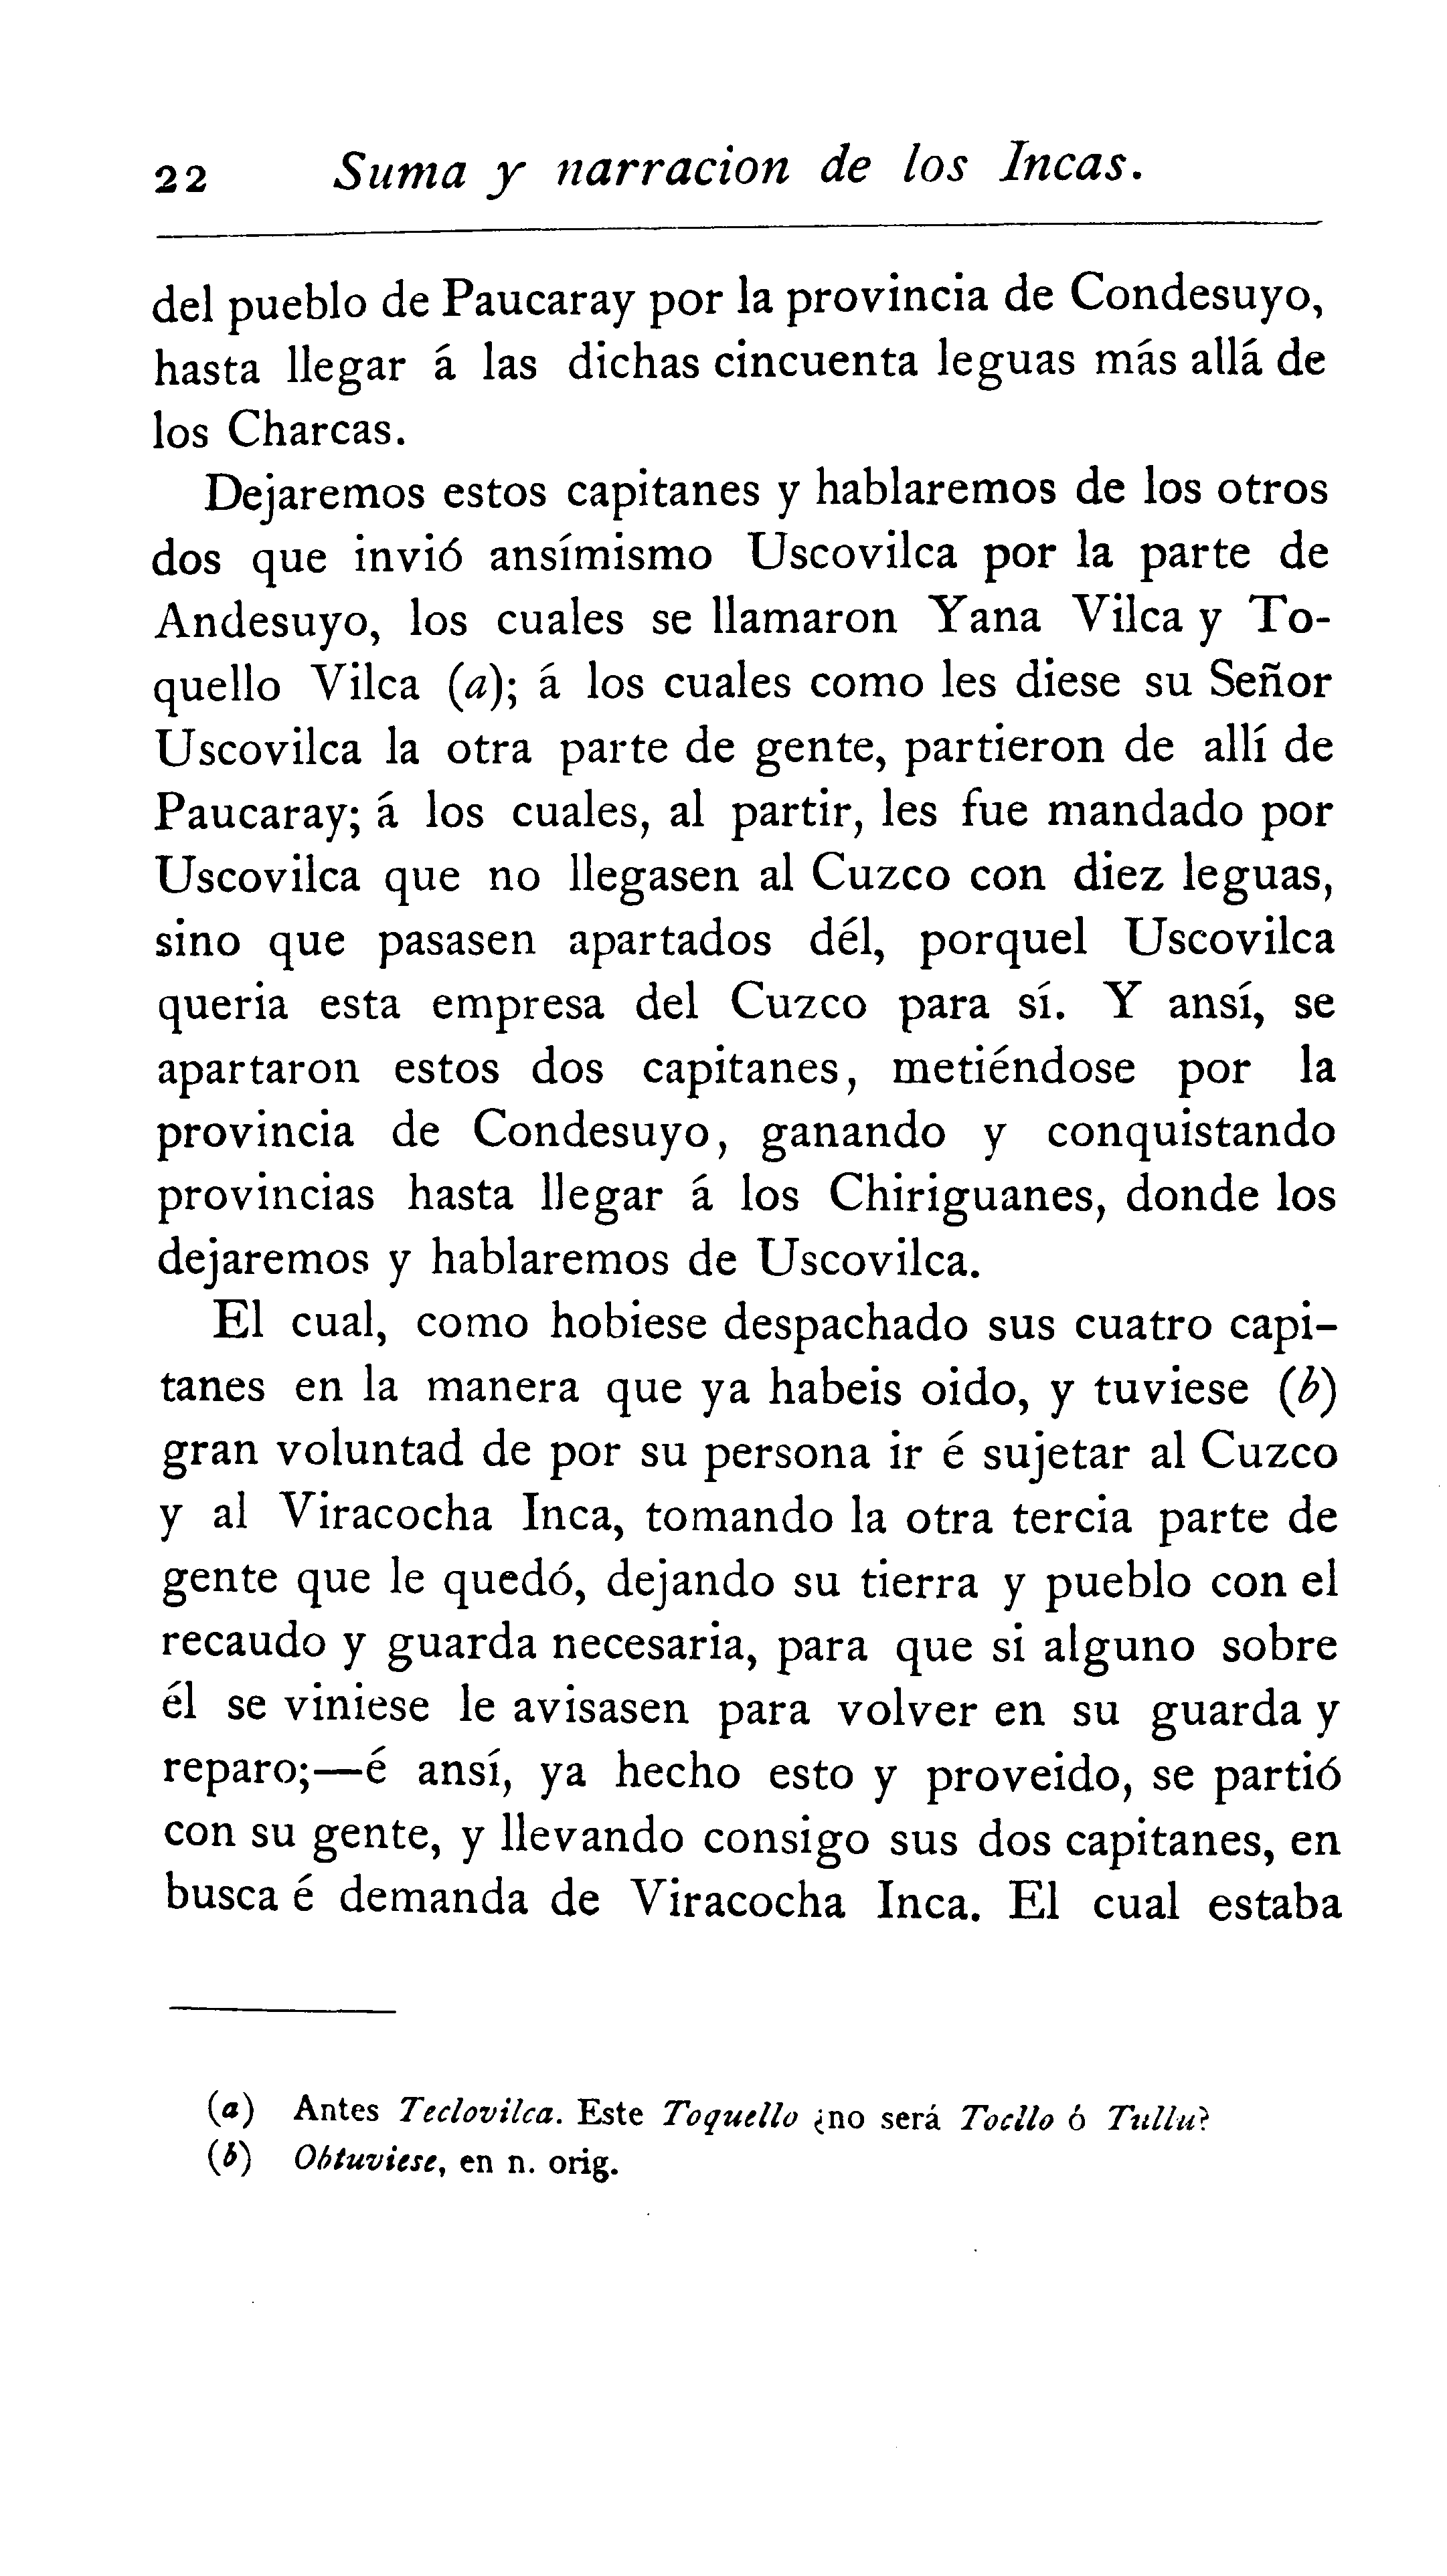 22 Suma y narracion de los Incas.
del pueblo de Paucaray por la provincia de Condesuyo,
hasta llegar á las dichas cincuenta leguas más allá de
los Charcas.
Dejaremos estos capitanes y hablaremos de los otros
dos que invió ansímismo Uscovilca por la parte de
Andesuyo, los cuales se llamaron Yana Vilca y To-
quello Vilca (a); á los cuales como les diese su Señor
Uscovilca la otra parte de gente, partieron de allí de
Paucaray; á los cuales, al partir, les fue mandado por
Uscovilca que no llegasen al Cuzco con diez leguas,
sino que pasasen apartados dél, porquel Uscovilca
queria esta empresa del Cuzco para sí. Y ansí, se
apartaron estos dos capitanes, metiéndose por la
provincia de Condesuyo, ganando y conquistando
provincias hasta llegar á los Chiriguanes, donde los
dejaremos y hablaremos de Uscovilca.
El cual, como hobiese despachado sus cuatro capi-
tanes en la manera que ya habeis oido, y tuviese (b)
gran voluntad de por su persona ir é sujetar al Cuzco
y al Viracocha Inca, tomando la otra tercia parte de
gente que le quedó, dejando su tierra y pueblo con el
recaudo y guarda necesaria, para que si alguno sobre
él se viniese le avisasen para volver en su guarda y
reparo;—é ansí, ya hecho esto y proveido, se partió
con su gente, y llevando consigo sus dos capitanes, en
busca é demanda de Viracocha Inca. El cual estaba
(a) Antes Teclovilca. Este Toquello ¿no será Tocllo ó Tullu?
(b) Obtuviese, en n. orig.